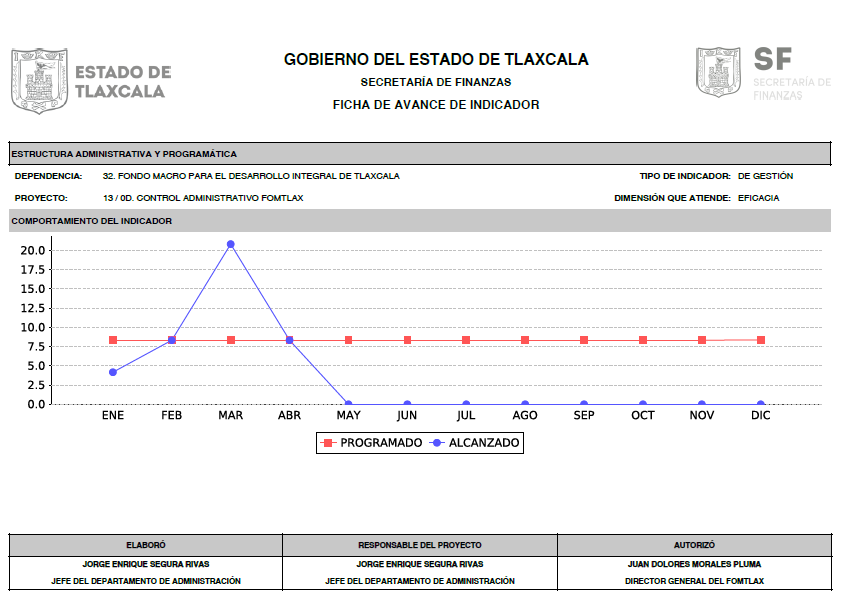 ESTADO DE
TLAXCALA
GOBIERNO DEL ESTADO DE TLAXCALA
SECRETARÍA DE FINANZAS
FICHA DE AVANCE DE INDICADOR
SF
SECRETARÍA DE
FINANZAS
ESTRUCTURA ADMINISTRATIVA Y PROGRAMÁTICA
DEPENDENCIA: 32. FONDO MACRO PARA EL DESARROLLO INTEGRAL DE TLAXCALA TIPO DE INDICADOR: DE GESTIÓN
PROYECTO: 13 / 0D. CONTROL ADMINISTRATIVO FOMTLAX DIMENSIÓN QUE ATIENDE: EFICACIA
COMPORTAMIENTO DEL INDICADOR
20.0
17.5
15.0
12.5
10.0
7.5
5.0
2.5
0.0
ENE FEB MAR ABR MAY JUN JUL AGO SEP OCT NOV DIC
PROGRAMADO ALCANZADO
ELABORÓ RESPONSABLE DEL PROYECTO AUTORIZÓ
JORGE ENRIQUE SEGURA RIVAS JORGE ENRIQUE SEGURA RIVAS JUAN DOLORES MORALES PLUMA
JEFE DEL DEPARTAMENTO DE ADMINISTRACIÓN JEFE DEL DEPARTAMENTO DE ADMINISTRACIÓN DIRECTOR GENERAL DEL FOMTLAX